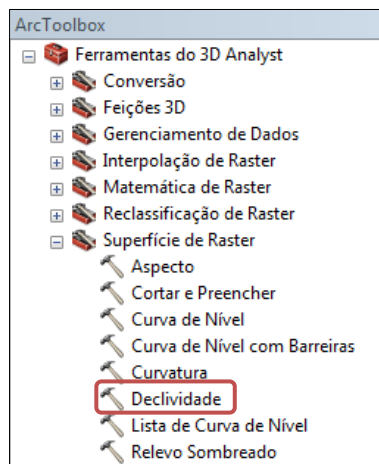 ArcToolbox
Ferramentas do 3D Analyst
Conversão
Feições 3D
Gerenciamento de Dados
Interpolação de Raster
Matemática de Raster
Reclassificação de Raster
Superfície de Raster
Aspecto
Cortar e Preencher
Curva de Nível
Curva de Nível com Barreiras
Curvatura
Declividade
Lista de Curva de Nível
Relevo Sombreado